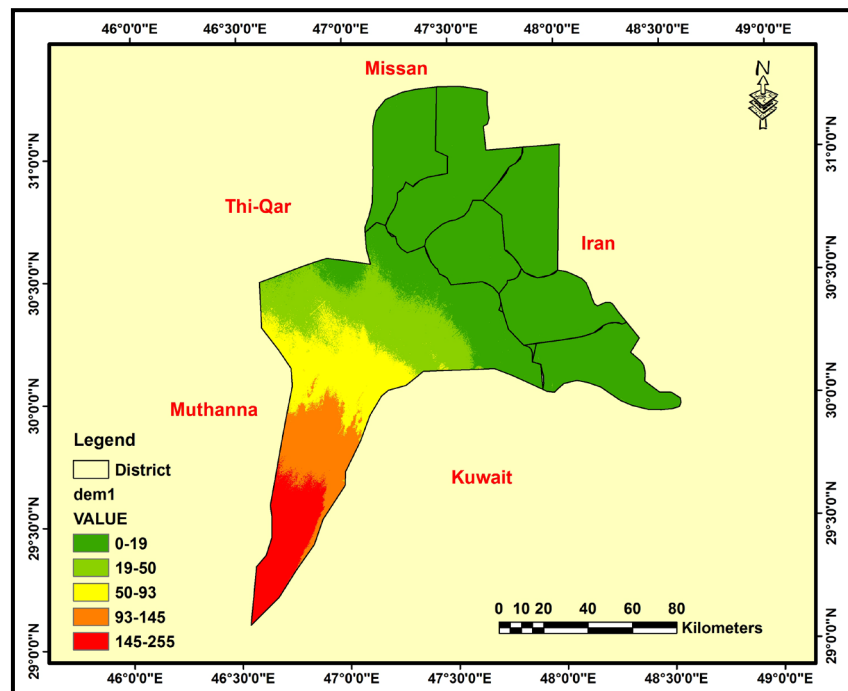 46°0'0"E 46°30'0"E 47°0'0"E 47°30'0"E 48°0'0"E 48°30'0"E 49°0'0"E
Missan
N
31°0'0"N
31°0'0"N
Thi-Qar
Iran
30°30'0"N
30°30'0"N
Muthanna
30°0'0"N
30°0'0"N
Kuwait
Legend
District
dem1
VALUE
0-19
19-50
50-93
93-145
145-255
29°30'0"N
29°30'0"N
0 10 20 40 60 80
Kilometers
29°0'0"N
29°0'0"N
46°0'0"E 46°30'0"E 47°0'0"E 47°30'0"E 48°0'0"E 48°30'0"E 49°0'0"E